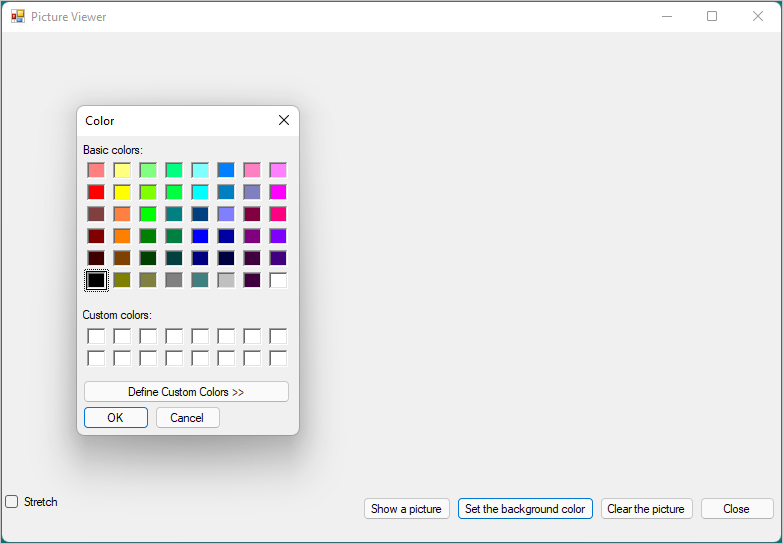 Picture Viewer
Color
Basic colors:
Custom colors:
Define Custom Colors >>
OK Cancel
Stretch
Show a picture Set the background color Clear the picture Close